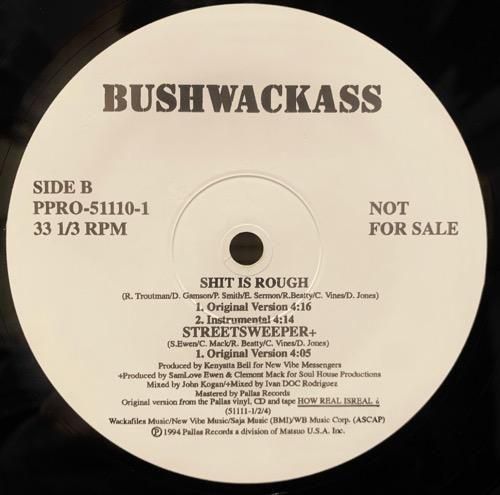 BUSHWACKASS
SIDE B
PPRO-51110-1
33 1/3 RPM
NOT
FOR SALE
SHIT IS ROUGH
(R. Troutman/D. Gamson/P. Smith/E. Sermon/R.Beatty/C. Vines/D. Jones)
1. Original Version 4:16
2. Instrumental 4:14
STREETSWEEPER+
(S.Ewen/C. Mack/R. Beatty/C. Vines/D. Jones)
1. Original Version 4:05
Produced by Kenyatta Bell for New Vibe Messengers
+Produced by SamLove Ewen & Clemont Mack for Soul House Productions
Mixed by John Kogan/+Mixed by Ivan DOC Rodriguez
Mastered by Pallas Records
Original version from the Pallas vinyl, CD and tape HOW REAL ISREAL ¿
(51111-1/2/4)
Wackafiles Music/New Vibe Music/Saja Music (BMI)/WB Music Corp. (ASCAP)
Ⓟ 1994 Pallas Records a division of Matsuo U.S.A. Inc.